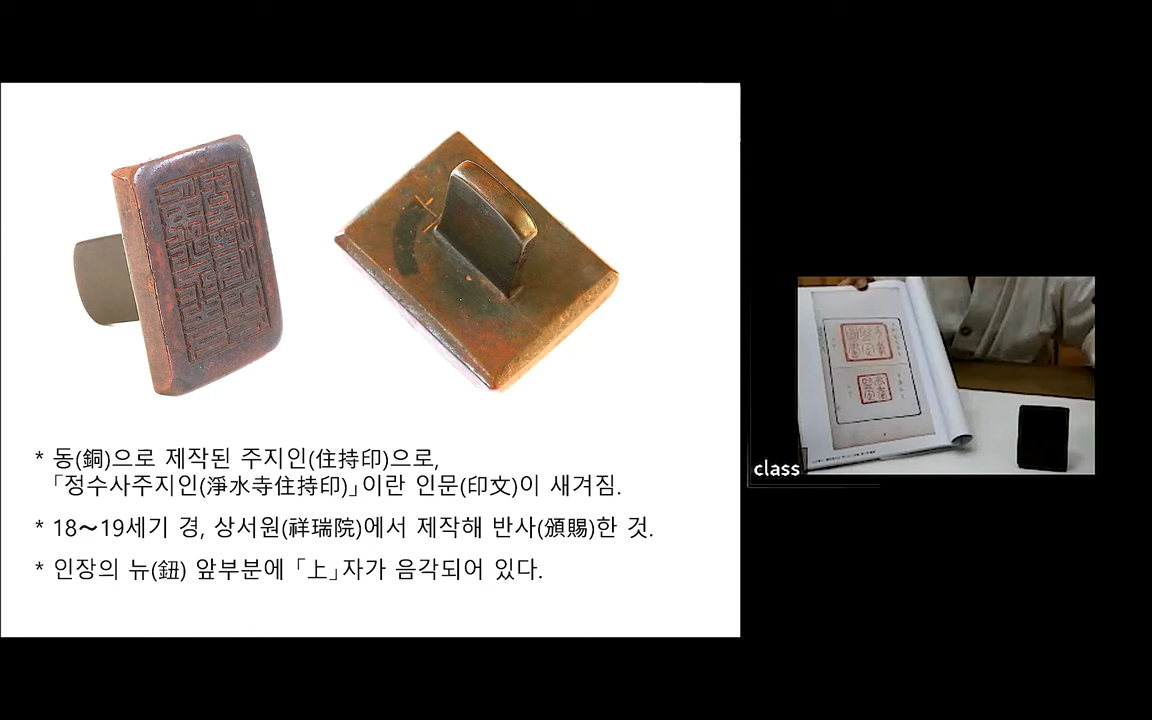 * 동(銅)으로 제작된 주지인(住持印)으로,
「정수사주지인(淨水寺住持印)」이란 인문(印文)이 새겨짐.
* 18～19세기 경, 상서원(祥瑞院)에서 제작해 반사(頒賜)한 것.
* 인장의 뉴(鈕) 앞부분에 「上」자가 음각되어 있다.
class